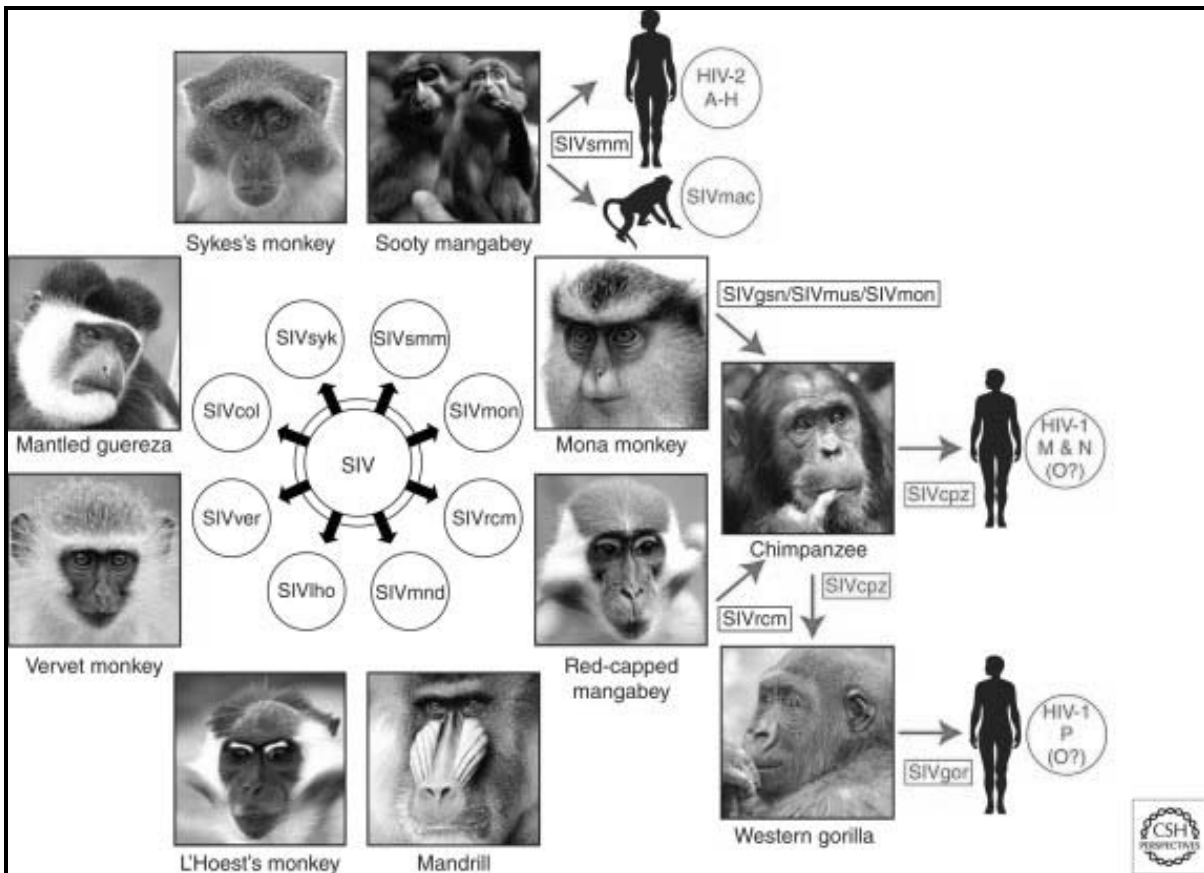 HIV-2
A-H
SIVsmm
SIVmac
Sykes's monkey
Sooty mangabey
SIVgsn/SIVmus/SIVmon
SIVsyk
SIVsmm
SIVcol
SIVmon
Mantled guereza
Mona monkey
SIV
HIV-1
M & N
(O?)
SIVcpz
SIVver
SIVrcm
Chimpanzee
SIVlho
SIVmnd
SIVcpz
SIVrcm
Vervet monkey
Red-capped
mangabey
HIV-1
P
(O?)
SIVgor
Western gorilla
L'Hoest's monkey
Mandrill
CSH
PERSPECTIVES